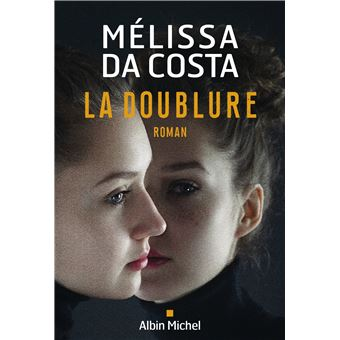 MÉLISSA
DA COSTA
LA DOUBLURE
ROMAN
Albin Michel